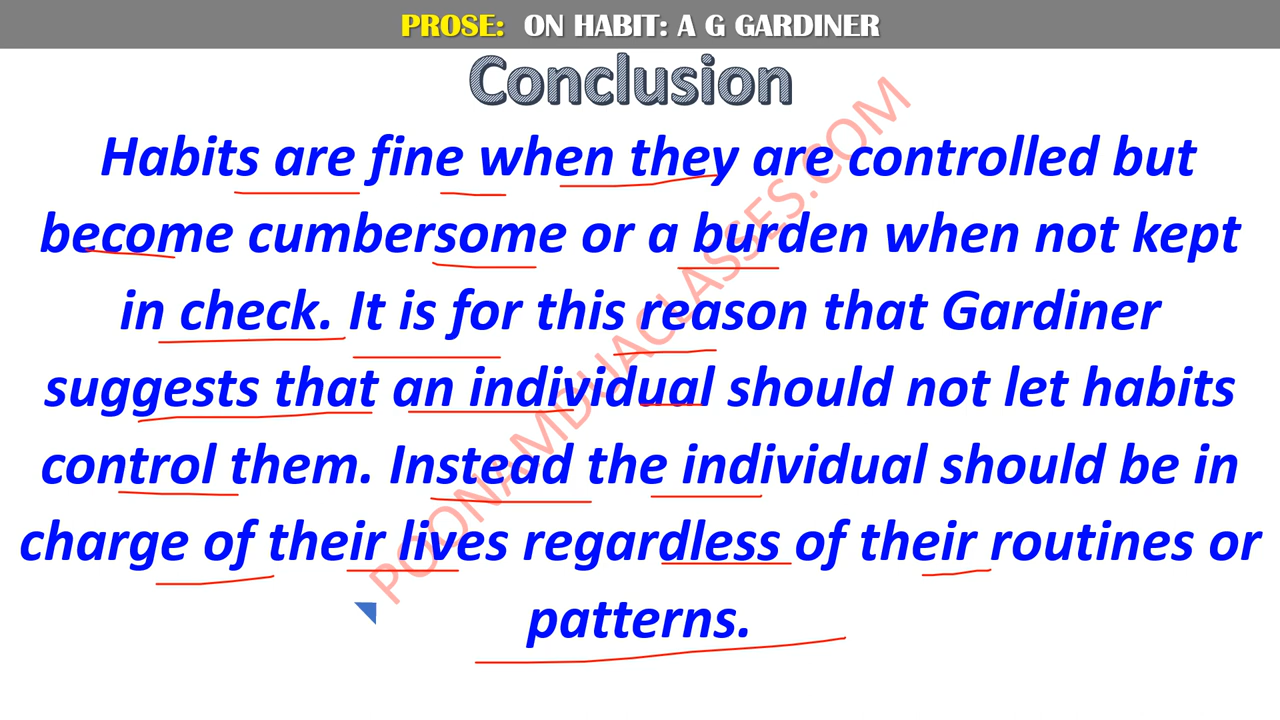 PROSE: ON HABIT: A G GARDINER
Conclusion
Habits are fine when they are controlled but
become cumbersome or a burden when not kept
in check. It is for this reason that Gardiner
suggests that an individual should not let habits
control them. Instead the individual should be in
charge of their lives regardless of their routines or
patterns.
POONAMDUACLASSES.COM